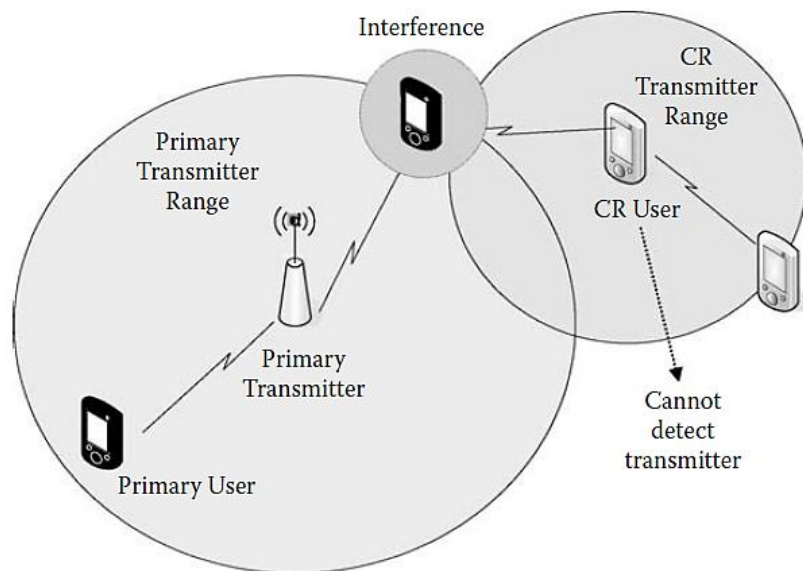 Interference
CR
Transmitter
Range
Primary
Transmitter
Range
CR User
Primary
Transmitter
Cannot
detect
transmitter
Primary User